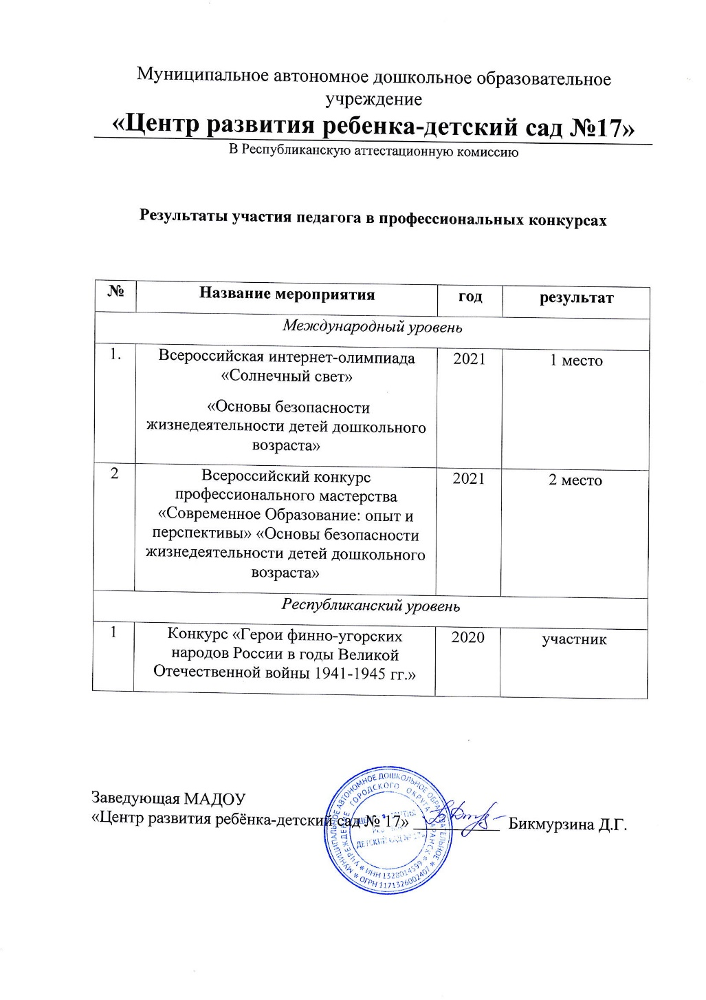 Муниципальное автономное дошкольное образовательное
учреждение
«Центр развития ребенка-детский сад №17»
В Республиканскую аттестационную комиссию
Результаты участия педагога в профессиональных конкурсах
№ Название мероприятия год результат
Международный уровень
1. Всероссийская интернет-олимпиада 2021 1 место
«Солнечный свет»
«Основы безопасности
жизнедеятельности детей дошкольного
возраста»
2 Всероссийский конкурс 2021 2 место
профессионального мастерства
«Современное Образование: опыт и
перспективы» «Основы безопасности
жизнедеятельности детей дошкольного
возраста»
Республиканский уровень
1 Конкурс «Герои финно-угорских 2020 участник
народов России в годы Великой
Отечественной войны 1941-1945 гг.»
Заведующая МАДОУ
«Центр развития ребёнка-детский сад № 17» ____________ Бикмурзина Д.Г.
МУНИЦИПАЛЬНОЕ АВТОНОМНОЕ ДОШКОЛЬНОЕ ОБРАЗОВАТЕЛЬНОЕ
УЧРЕЖДЕНИЕ ГОРОДСКОГО ОКРУГА САРАНСК
* ИНН 1328014599 *
* ОГРН 1171326002407 *
ДЕТСКИЙ САД № 17»